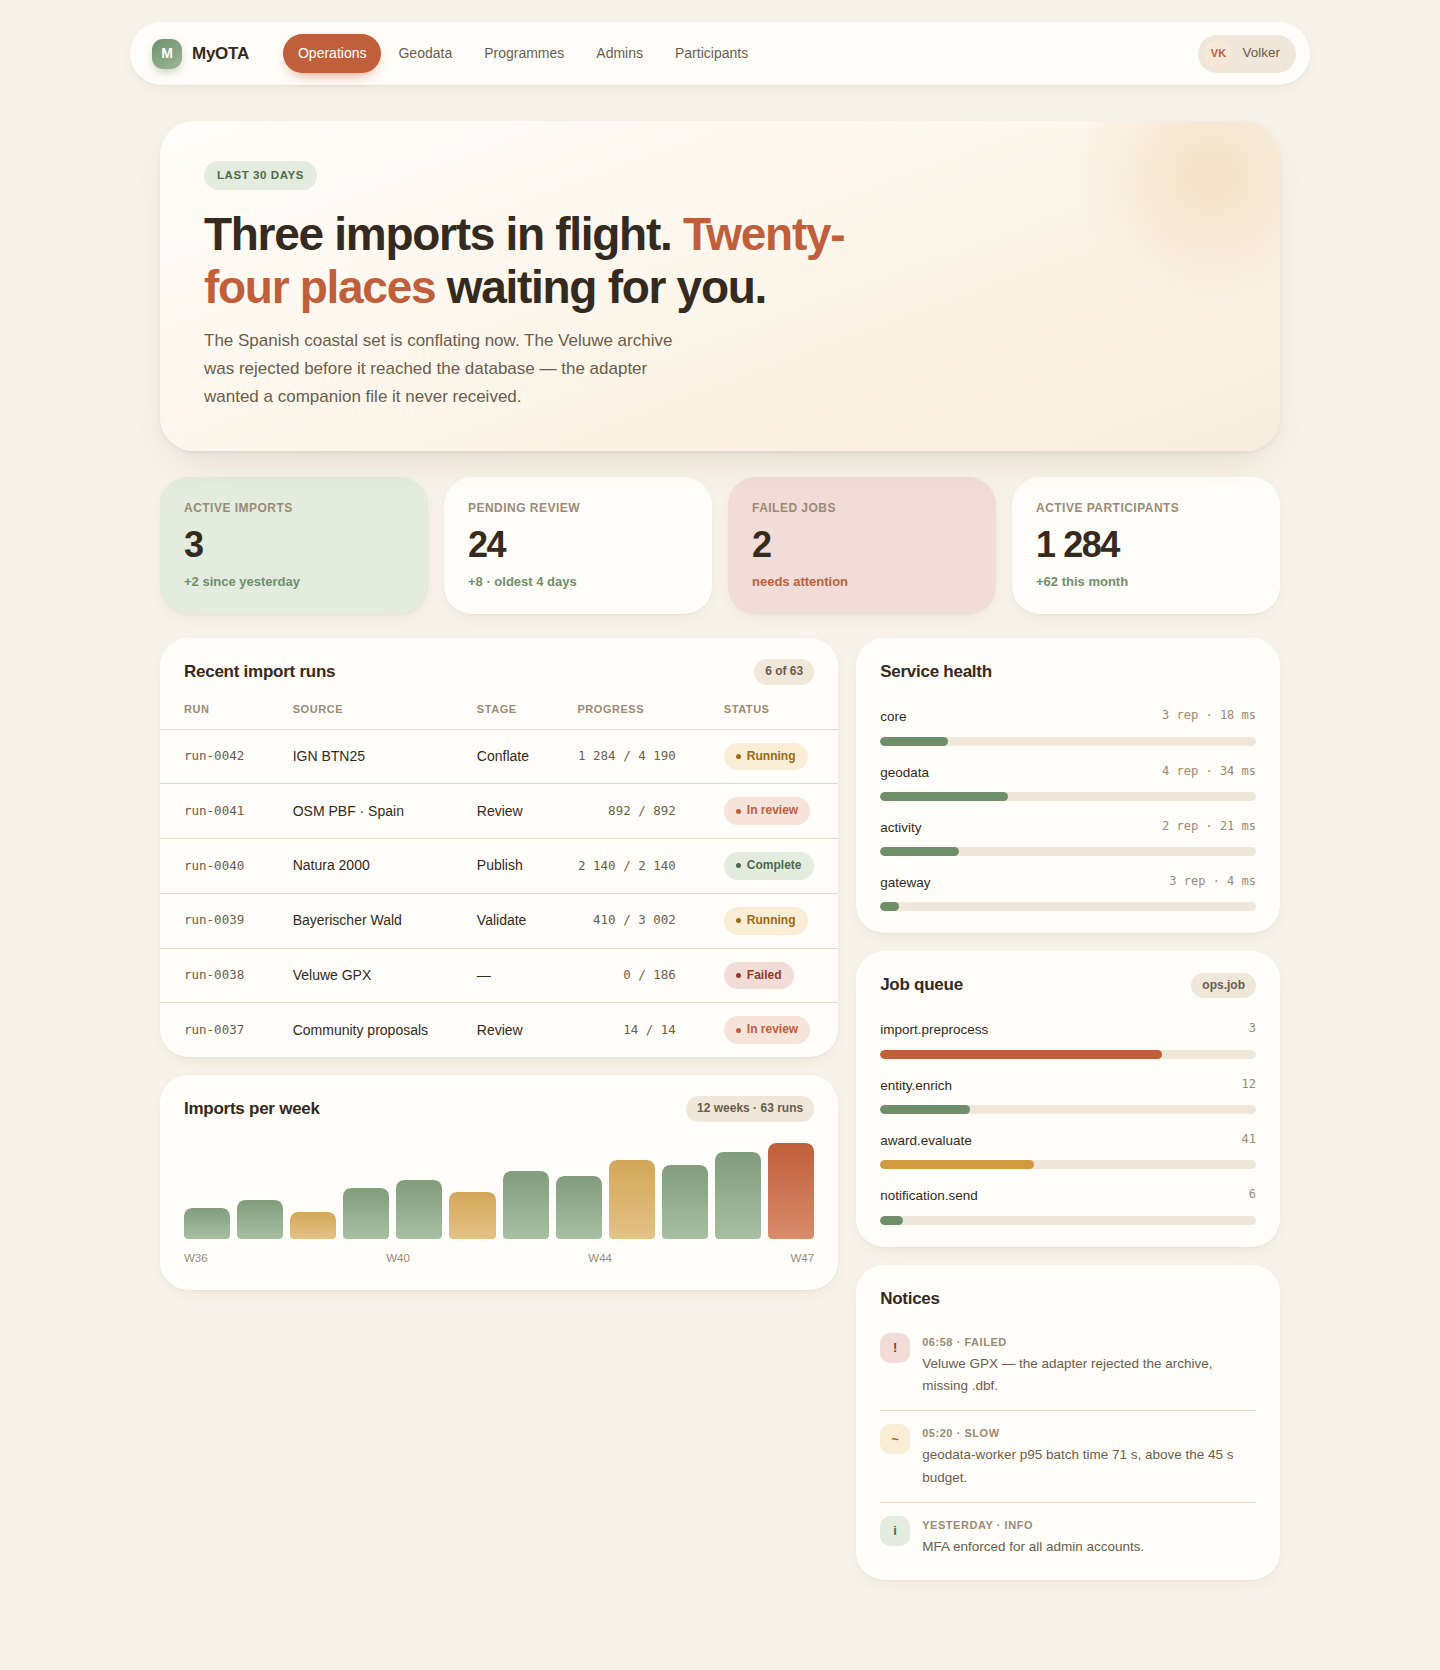 M MyOTA Operations Geodata Programmes Admins Participants VK Volker
LAST 30 DAYS
Three imports in flight. Twenty-
four places waiting for you.
The Spanish coastal set is conflating now. The Veluwe archive
was rejected before it reached the database — the adapter
wanted a companion file it never received.
ACTIVE IMPORTS
3
+2 since yesterday
PENDING REVIEW
24
+8 · oldest 4 days
FAILED JOBS
2
needs attention
ACTIVE PARTICIPANTS
1 284
+62 this month
Recent import runs 6 of 63
RUN SOURCE STAGE PROGRESS STATUS
run-0042 IGN BTN25 Conflate 1 284 / 4 190 Running
run-0041 OSM PBF · Spain Review 892 / 892 In review
run-0040 Natura 2000 Publish 2 140 / 2 140 Complete
run-0039 Bayerischer Wald Validate 410 / 3 002 Running
run-0038 Veluwe GPX — 0 / 186 Failed
run-0037 Community proposals Review 14 / 14 In review
Imports per week 12 weeks · 63 runs
W36 W40 W44 W47
Service health
core 3 rep · 18 ms
geodata 4 rep · 34 ms
activity 2 rep · 21 ms
gateway 3 rep · 4 ms
Job queue ops.job
import.preprocess 3
entity.enrich 12
award.evaluate 41
notification.send 6
Notices
! 06:58 · FAILED
Veluwe GPX — the adapter rejected the archive,
missing .dbf.
~ 05:20 · SLOW
geodata-worker p95 batch time 71 s, above the 45 s
budget.
i YESTERDAY · INFO
MFA enforced for all admin accounts.